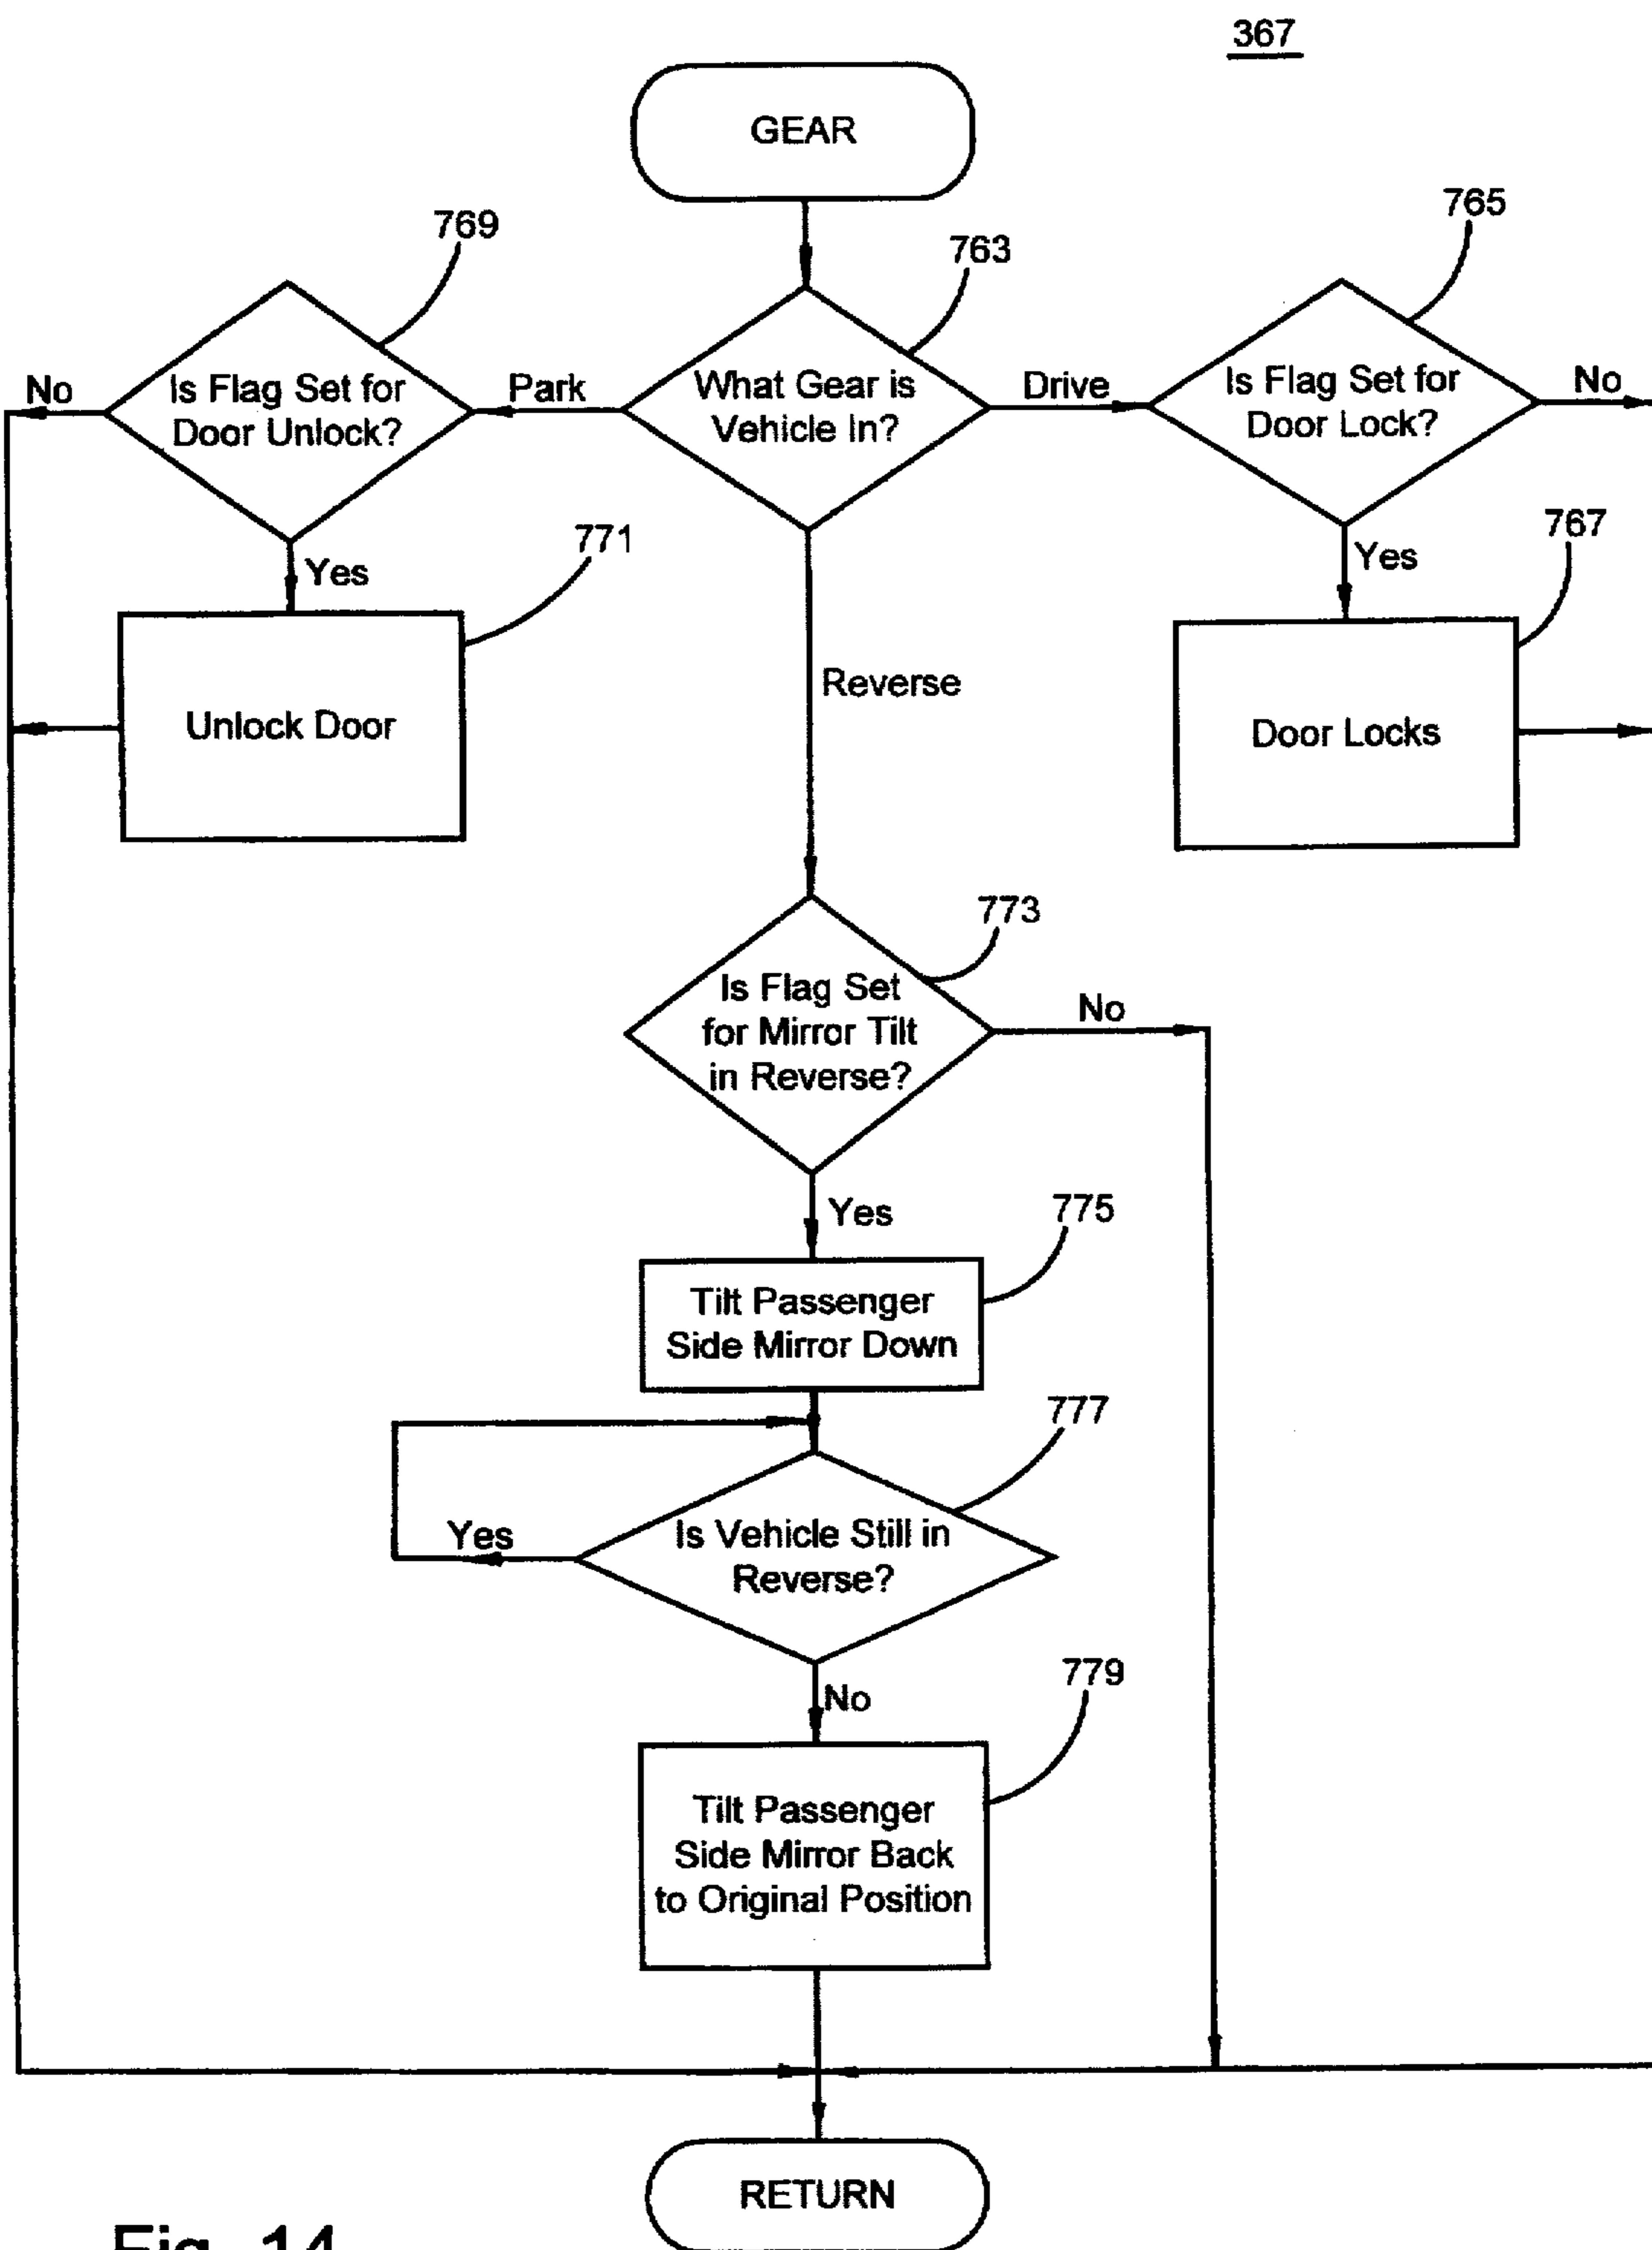 367
GEAR
769
763
765
No
Is Flag Set for
Door Unlock?
Park
What Gear is
Vehicle In?
Drive
Is Flag Set for
Door Lock?
No
Yes
771
Yes
767
Unlock Door
Reverse
Door Locks
773
Is Flag Set
for Mirror Tilt
in Reverse?
No
Yes
775
Tilt Passenger
Side Mirror Down
777
Yes
Is Vehicle Still in
Reverse?
No
779
Tilt Passenger
Side Mirror Back
to Original Position
RETURN
Fig. 14